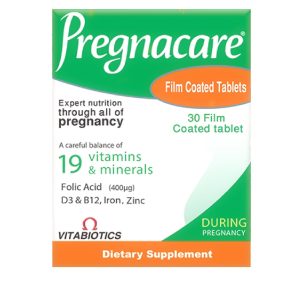 Pregnacare®
Film Coated Tablets
Expert nutrition
through all of
pregnancy
30 Film
Coated tablet
A careful balance of
19 vitamins
& minerals
Folic Acid (400µg)
D3 & B12, Iron, Zinc
VITABIOTICS
DURING
PREGNANCY
Dietary Supplement